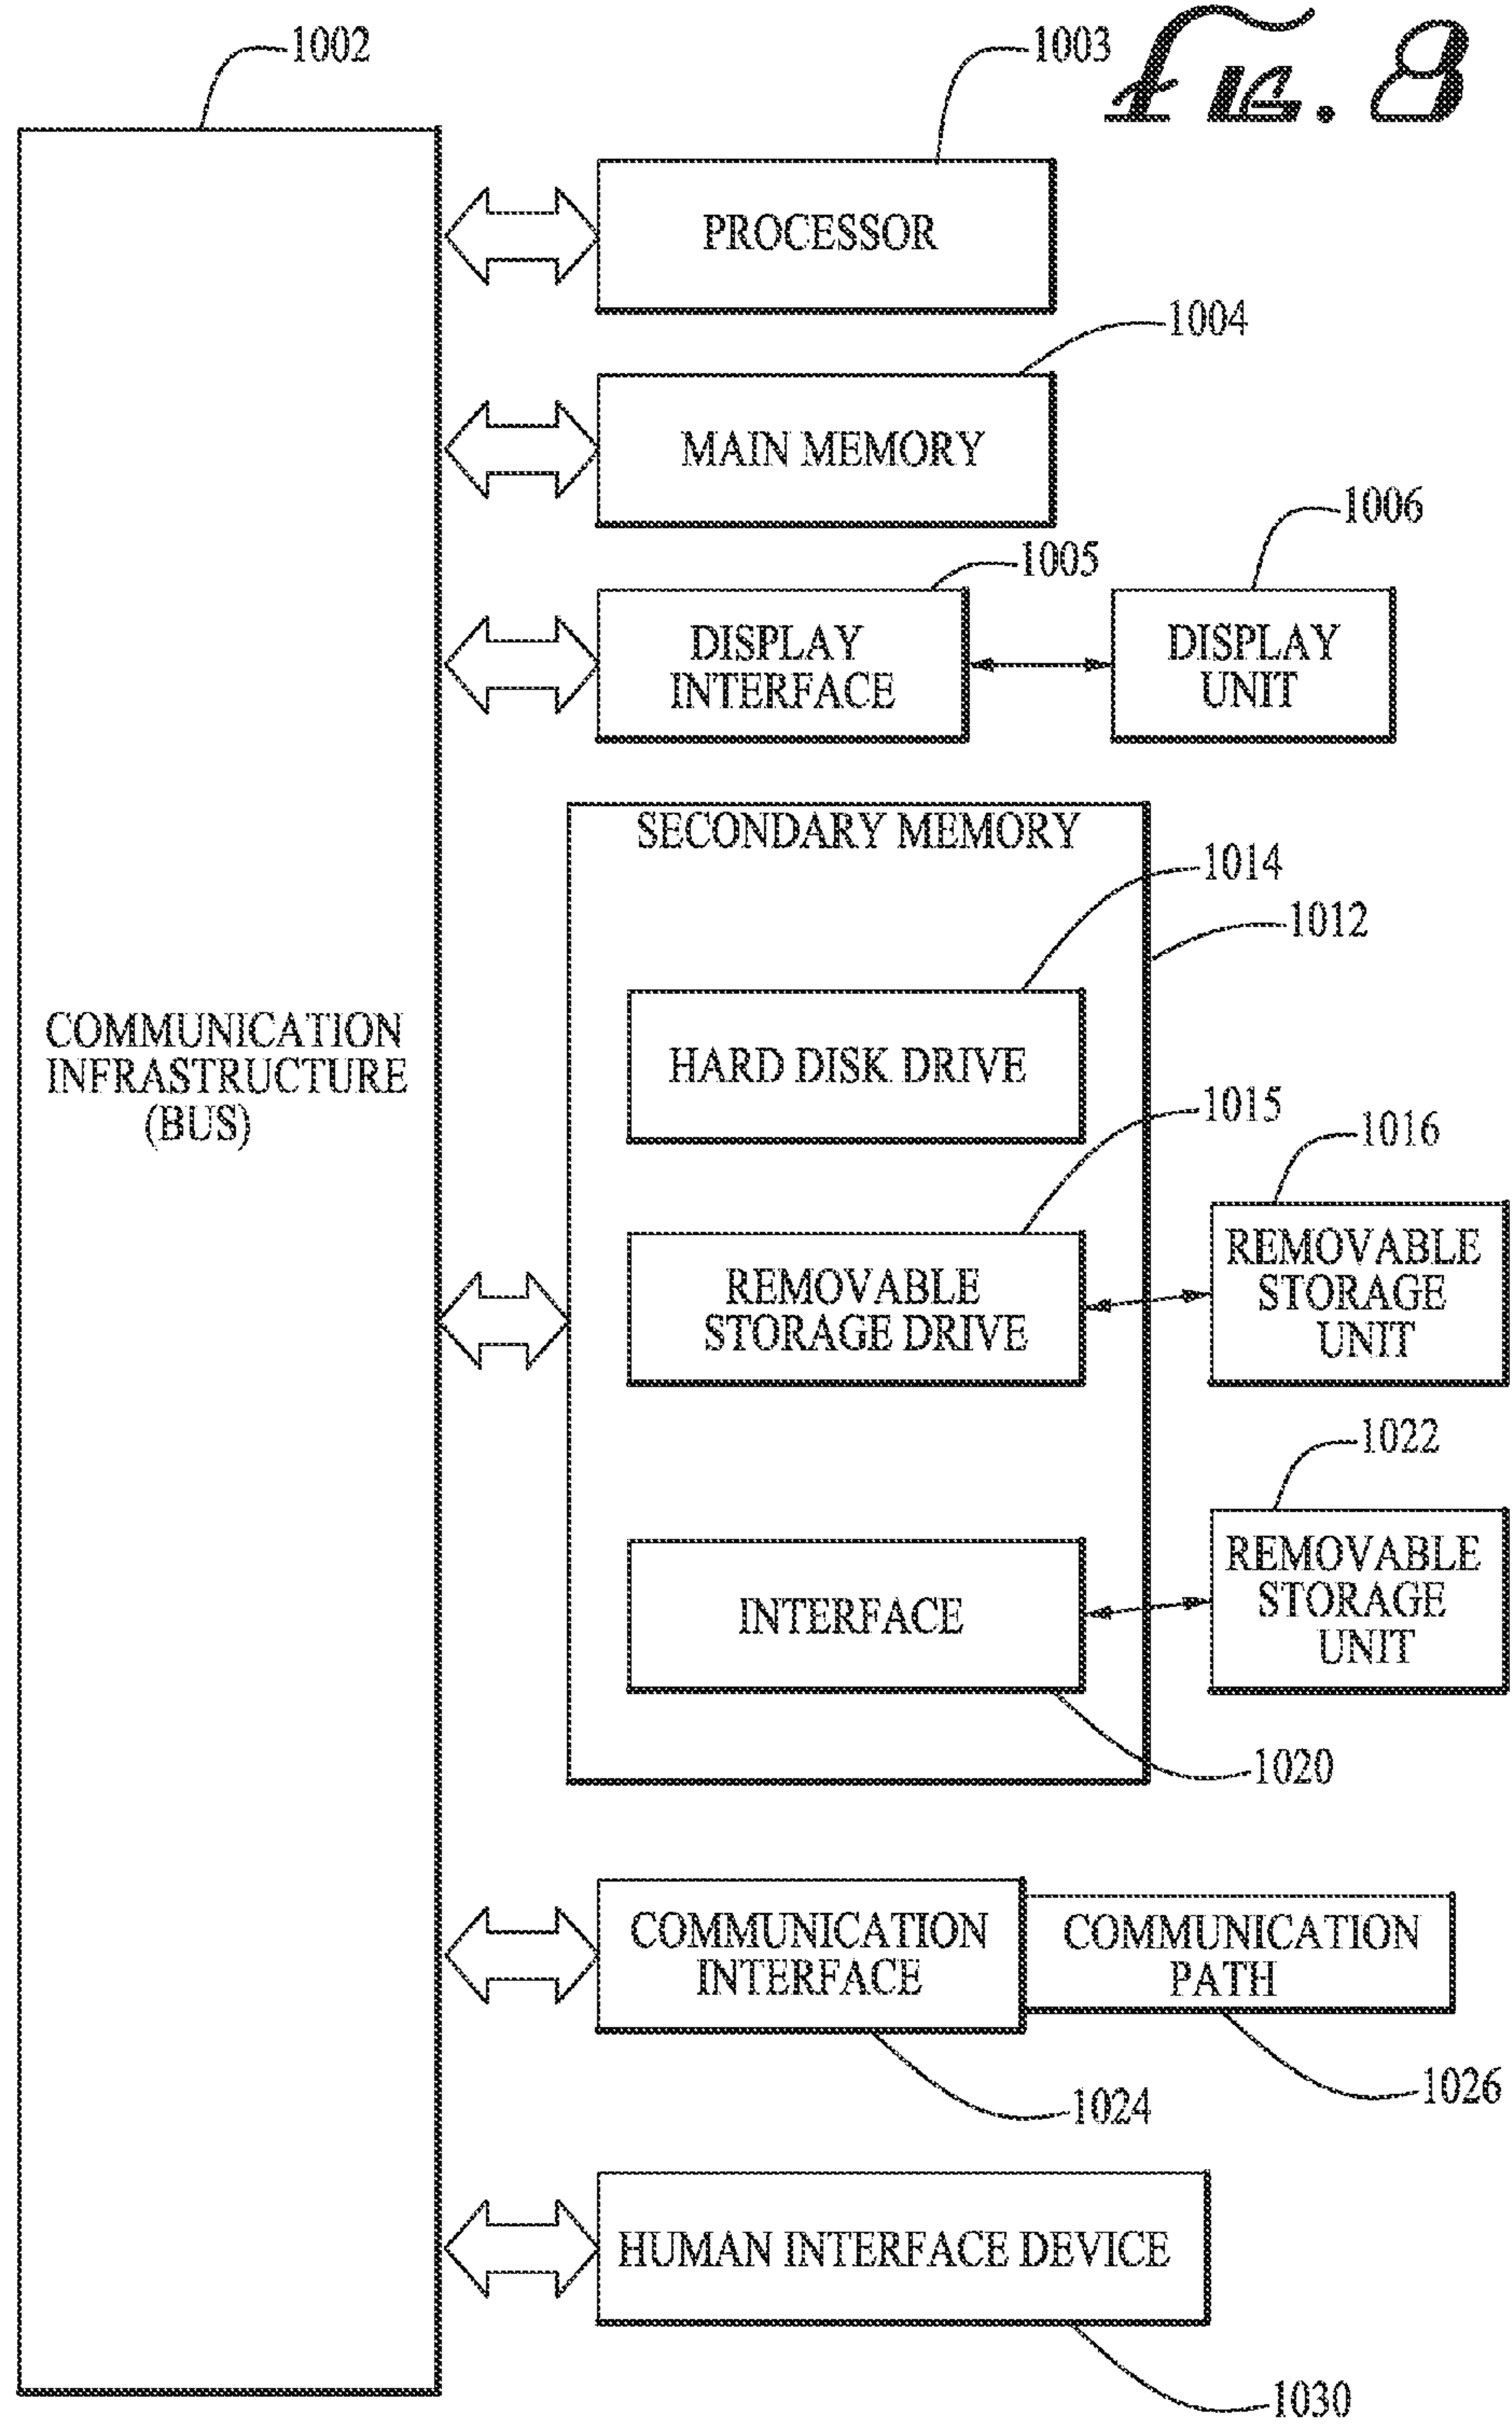 FIG. 8
1002
1003
PROCESSOR
1004
MAIN MEMORY
1005
1006
DISPLAY
INTERFACE
DISPLAY
UNIT
SECONDARY MEMORY
1014
1012
HARD DISK DRIVE
COMMUNICATION
INFRASTRUCTURE
(BUS)
1015
1016
REMOVABLE
STORAGE DRIVE
REMOVABLE
STORAGE
UNIT
1022
INTERFACE
REMOVABLE
STORAGE
UNIT
1020
COMMUNICATION
INTERFACE
COMMUNICATION
PATH
1024
1026
HUMAN INTERFACE DEVICE
1030